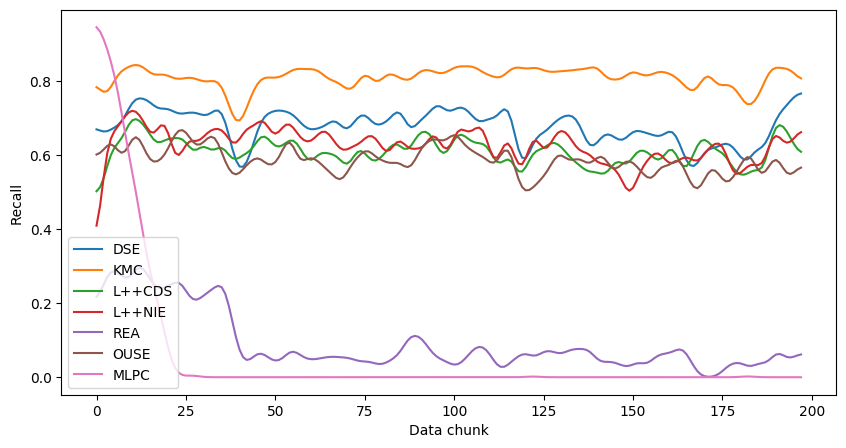 Recall
0.8
0.6
0.4
0.2
0.0
DSE
KMC
L++CDS
L++NIE
REA
OUSE
MLPC
0 25 50 75 100 125 150 175 200
Data chunk